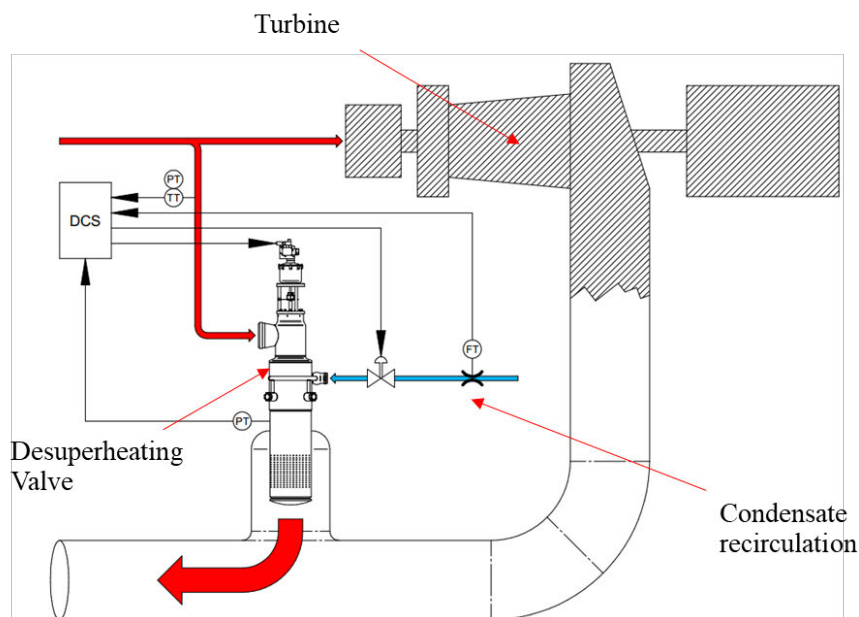 Turbine
PT
TT
DCS
FT
PT
Desuperheating
Valve
Condensate
recirculation